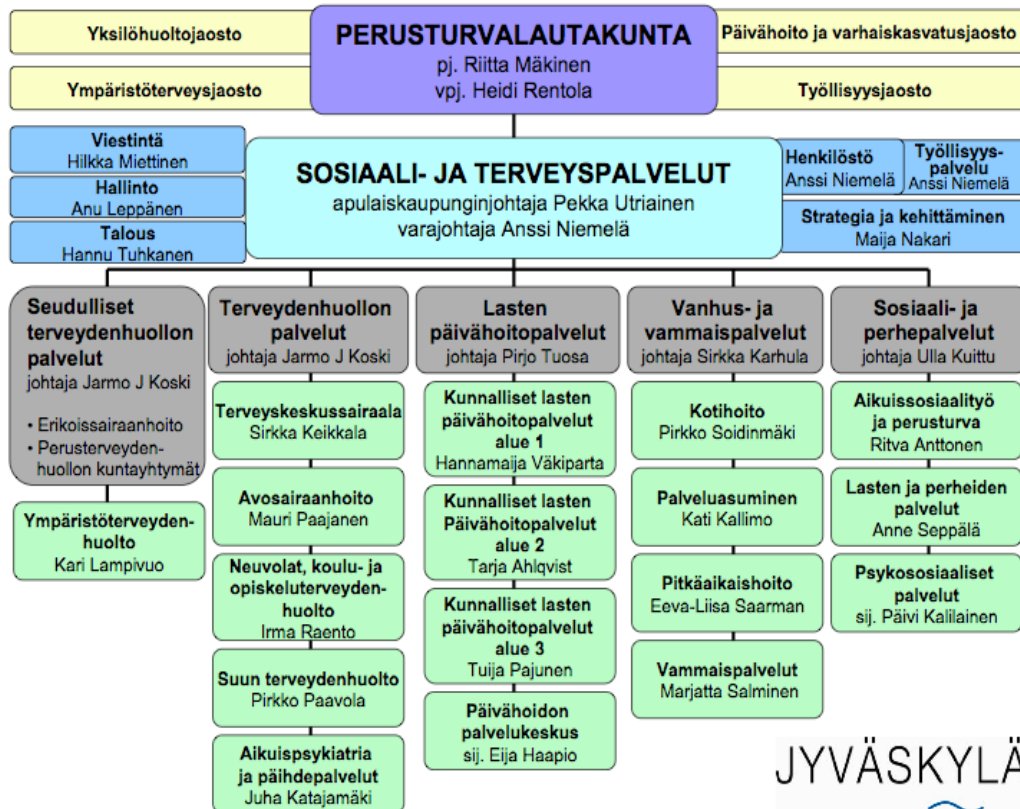 Yksilöhuoltojaosto
Ympäristöterveysjaosto
PERUSTURVALAUTAKUNTA
pj. Riitta Mäkinen
vpj. Heidi Rentola
Päivähoito ja varhaiskasvatusjaosto
Työllisyysjaosto
Viestintä
Hilkka Miettinen
Hallinto
Anu Leppänen
Talous
Hannu Tuhkanen
SOSIAALI- JA TERVEYSPALVELUT
apulaiskaupunginjohtaja Pekka Utriainen
varajohtaja Anssi Niemelä
Henkilöstö
Anssi Niemelä
Työllisyys-
palvelu
Anssi Niemelä
Strategia ja kehittäminen
Maija Nakari
Seudulliset
terveydenhuollon
palvelut
johtaja Jarmo J Koski
• Erikoissairaanhoito
• Perusterveyden-
huollon kuntayhtymät
Ympäristöterveyden-
huolto
Kari Lampivuo
Terveydenhuollon
palvelut
johtaja Jarmo J Koski
Terveyskeskussairaala
Sirkka Keikkala
Avosairaanhoito
Mauri Paajanen
Neuvolat, koulu- ja
opiskeluterveyden-
huolto
Irma Raento
Suun terveydenhuolto
Pirkko Paavola
Aikuispsykiatria
ja päihdepalvelut
Juha Katajamäki
Lasten
päivähoitopalvelut
johtaja Pirjo Tuosa
Kunnalliset lasten
päivähoitopalvelut
alue 1
Hannamaija Väkiparta
Kunnalliset lasten
Päivähoitopalvelut
alue 2
Tarja Ahlqvist
Kunnalliset lasten
päivähoitopalvelut
alue 3
Tuija Pajunen
Päivähoidon
palvelukeskus
sij. Eija Haapio
Vanhus- ja
vammaispalvelut
johtaja Sirkka Karhula
Kotihoito
Pirkko Soidinmäki
Palveluasuminen
Kati Kallimo
Pitkäaikaishoito
Eeva-Liisa Saarman
Vammaispalvelut
Marjatta Salminen
Sosiaali- ja
perhepalvelut
johtaja Ulla Kuittu
Aikuissosiaalityö
ja perusturva
Ritva Anttonen
Lasten ja perheiden
palvelut
Anne Seppälä
Psykososiaaliset
palvelut
sij. Päivi Kalilainen
JYVÄSKYLÄ